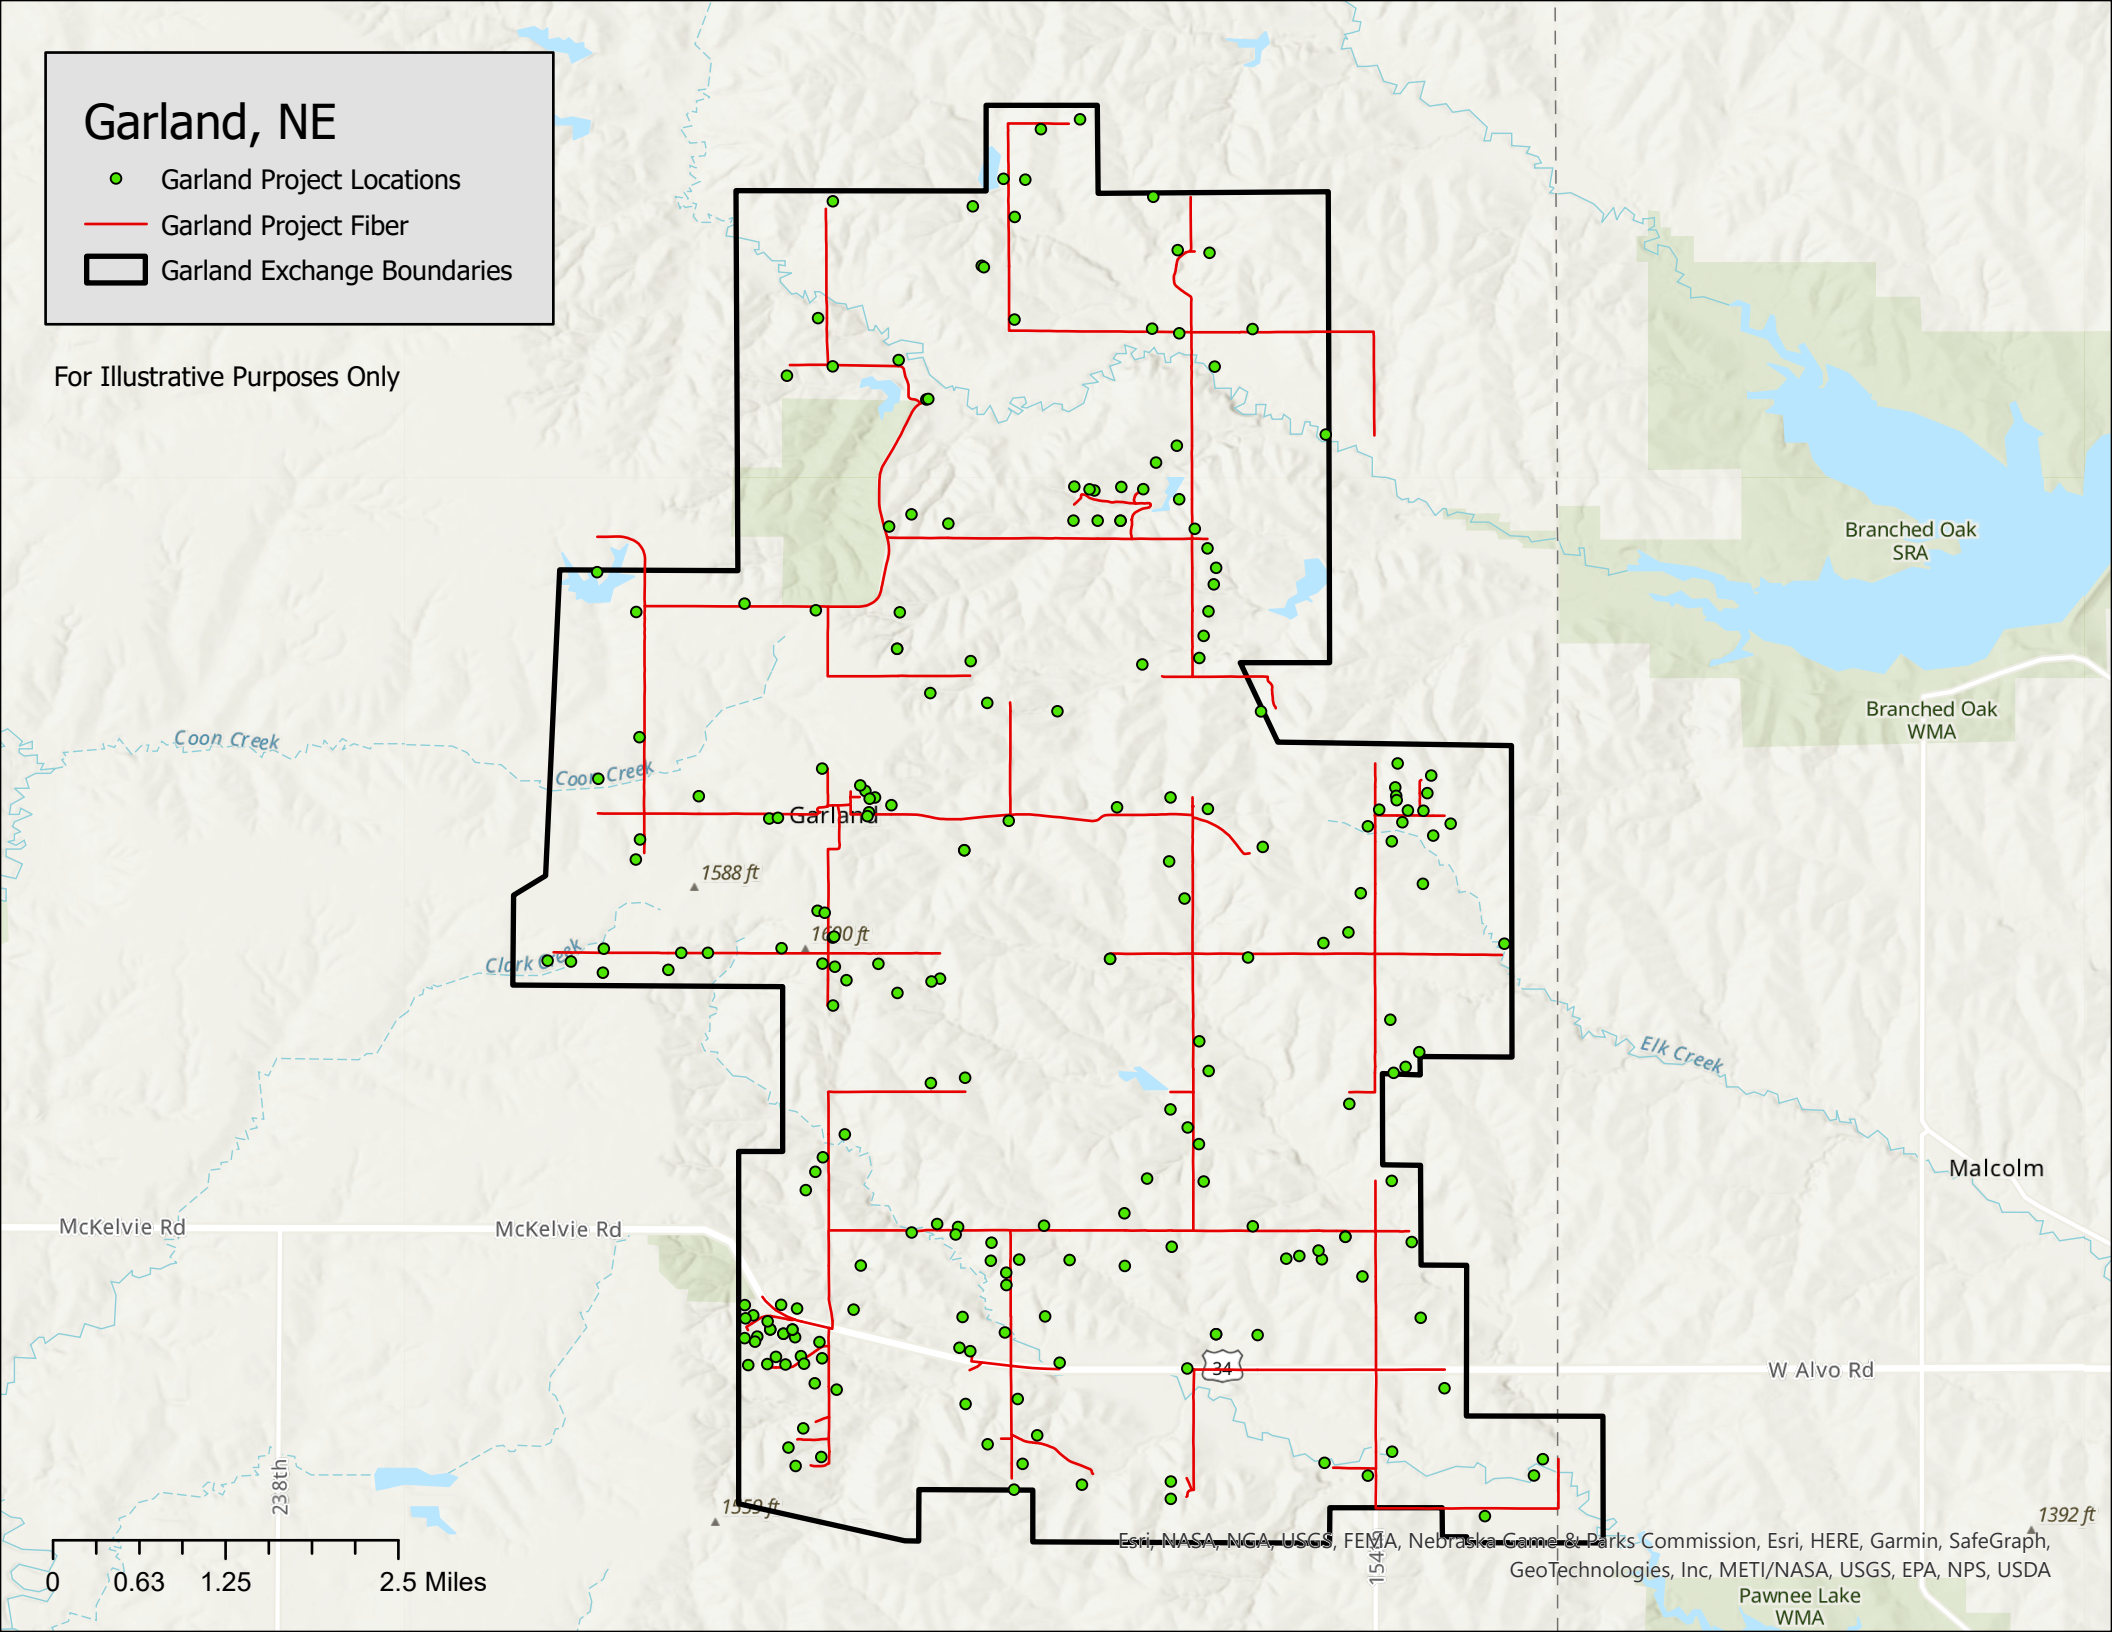 Garland, NE
Garland Project Locations
Garland Project Fiber
Garland Exchange Boundaries
For Illustrative Purposes Only
Branched Oak
SRA
Branched Oak
WMA
Coon Creek
Coon Creek
Garland
1588 ft
1600 ft
Clark Creek
Elk Creek
Malcolm
McKelvie Rd
McKelvie Rd
34
W Alvo Rd
238th
1559 ft
1392 ft
154th
Esri, NASA, NGA, USGS, FEMA, Nebraska Game & Parks Commission, Esri, HERE, Garmin, SafeGraph,
GeoTechnologies, Inc, METI/NASA, USGS, EPA, NPS, USDA
0 0.63 1.25 2.5 Miles
Pawnee Lake
WMA